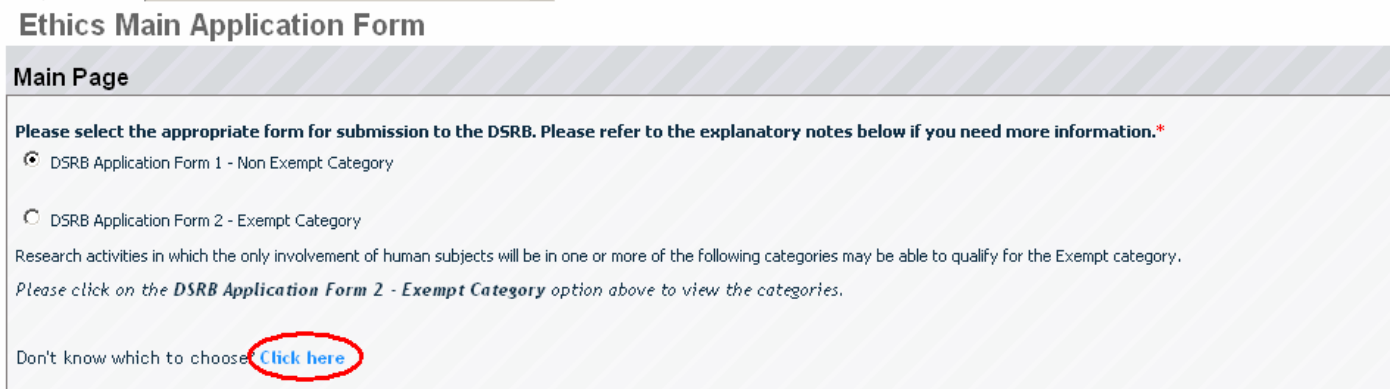 Ethics Main Application Form
Main Page
Please select the appropriate form for submission to the DSRB. Please refer to the explanatory notes below if you need more information.*
DSRB Application Form 1 - Non Exempt Category
DSRB Application Form 2 - Exempt Category
Research activities in which the only involvement of human subjects will be in one or more of the following categories may be able to qualify for the Exempt category.
Please click on the DSRB Application Form 2 - Exempt Category option above to view the categories.
Don't know which to choose? Click here